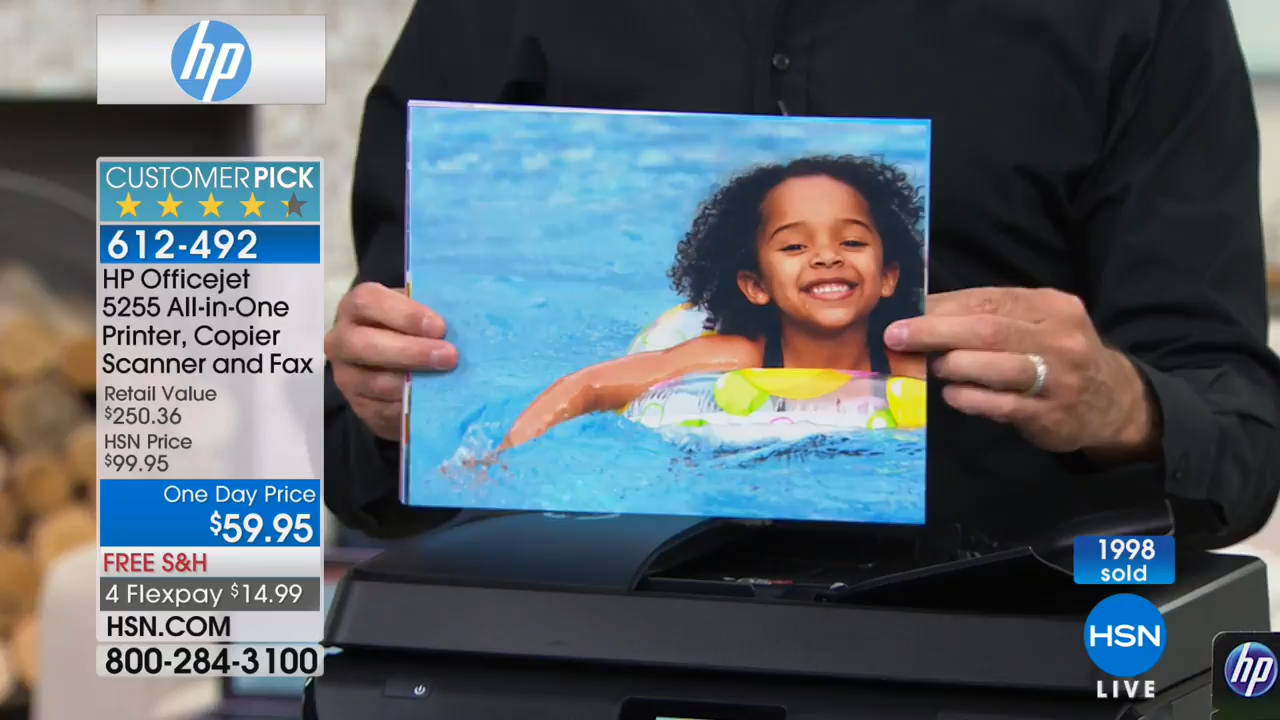 hp
CUSTOMER PICK
612-492
HP Officejet
5255 All-in-One
Printer, Copier
Scanner and Fax
Retail Value
$250.36
HSN Price
$99.95
One Day Price
$59.95
FREE S&H
4 Flexpay $14.99
HSN.COM
800-284-3100
1998
sold
HSN
LIVE
hp